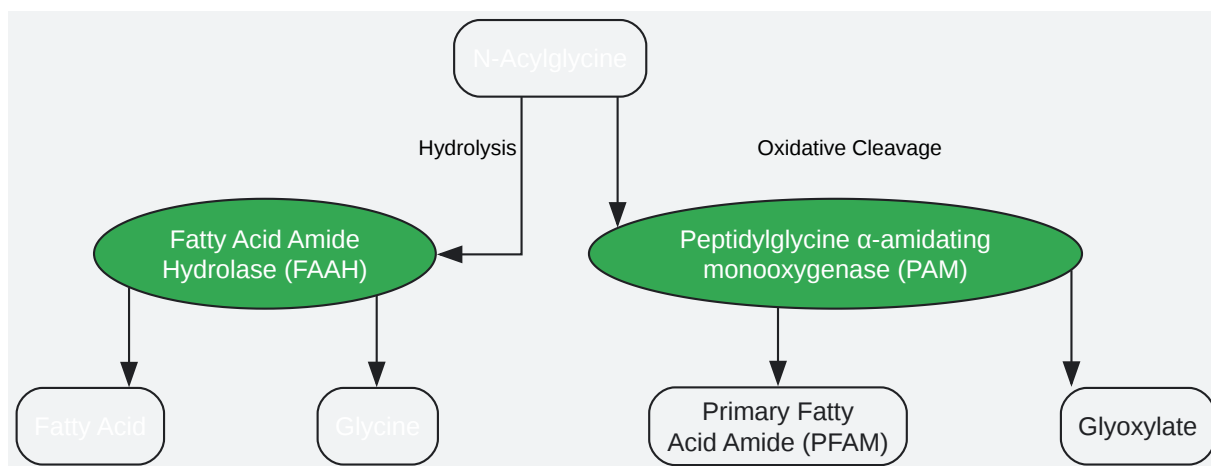 N-Acylglycine
Hydrolysis
Oxidative Cleavage
Fatty Acid Amide
Hydrolase (FAAH)
Peptidylglycine α-amidating
monooxygenase (PAM)
Fatty Acid
Glycine
Primary Fatty
Acid Amide (PFAM)
Glyoxylate